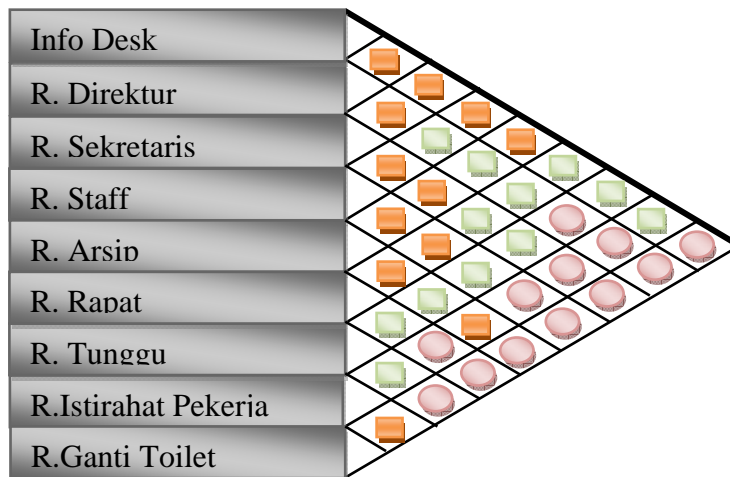 Info Desk
R. Direktur
R. Sekretaris
R. Staff
R. Arsip
R. Rapat
R. Tunggu
R.Istirahat Pekerja
R.Ganti Toilet